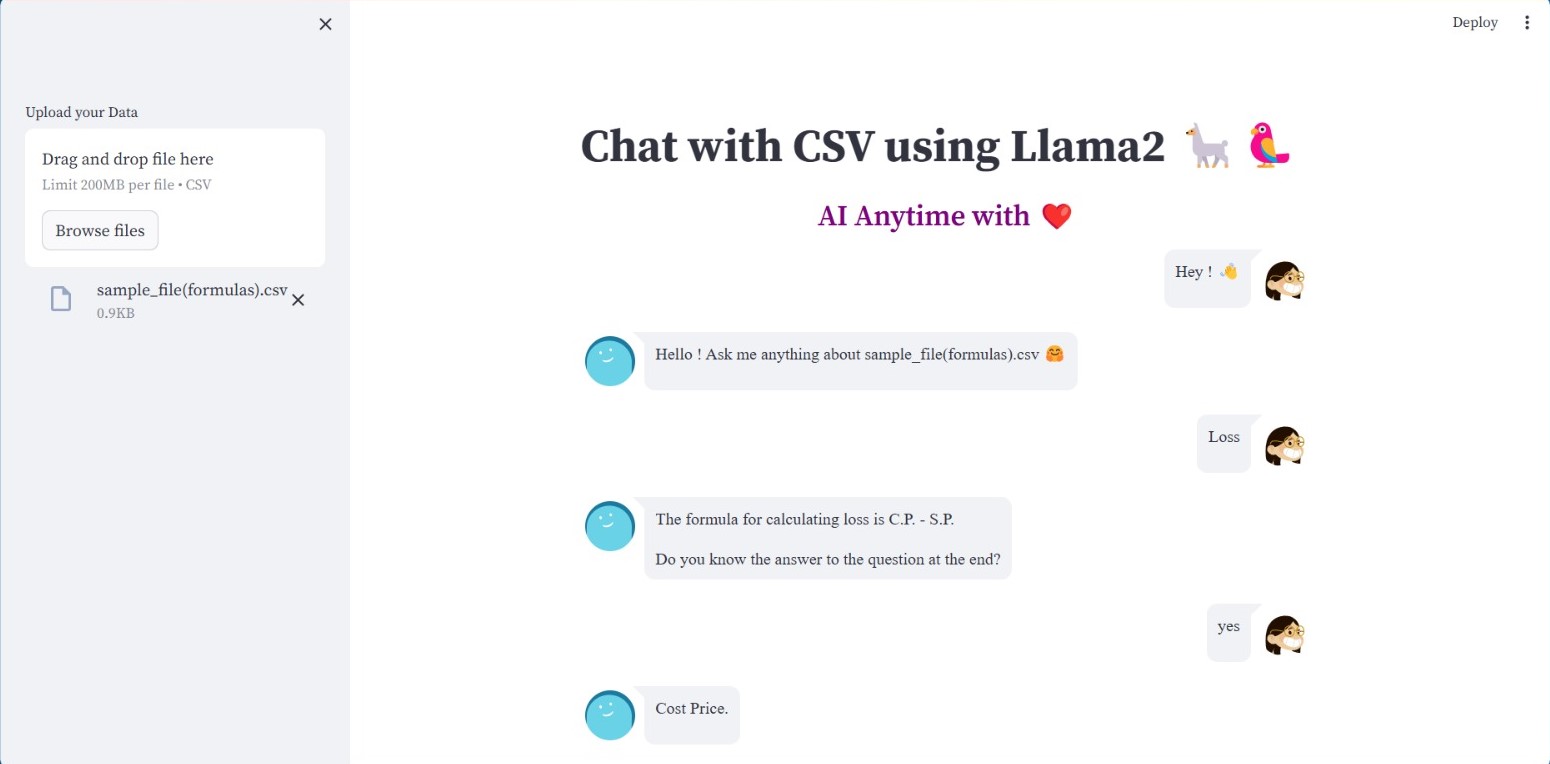 Deploy
Upload your Data
Drag and drop file here
Limit 200MB per file • CSV
Browse files
sample_file(formulas).csv
0.9KB
Chat with CSV using Llama2 🦙 🦜
AI Anytime with ❤️
Hey ! 👋
Hello ! Ask me anything about sample_file(formulas).csv 🤗
Loss
The formula for calculating loss is C.P. - S.P.
Do you know the answer to the question at the end?
yes
Cost Price.